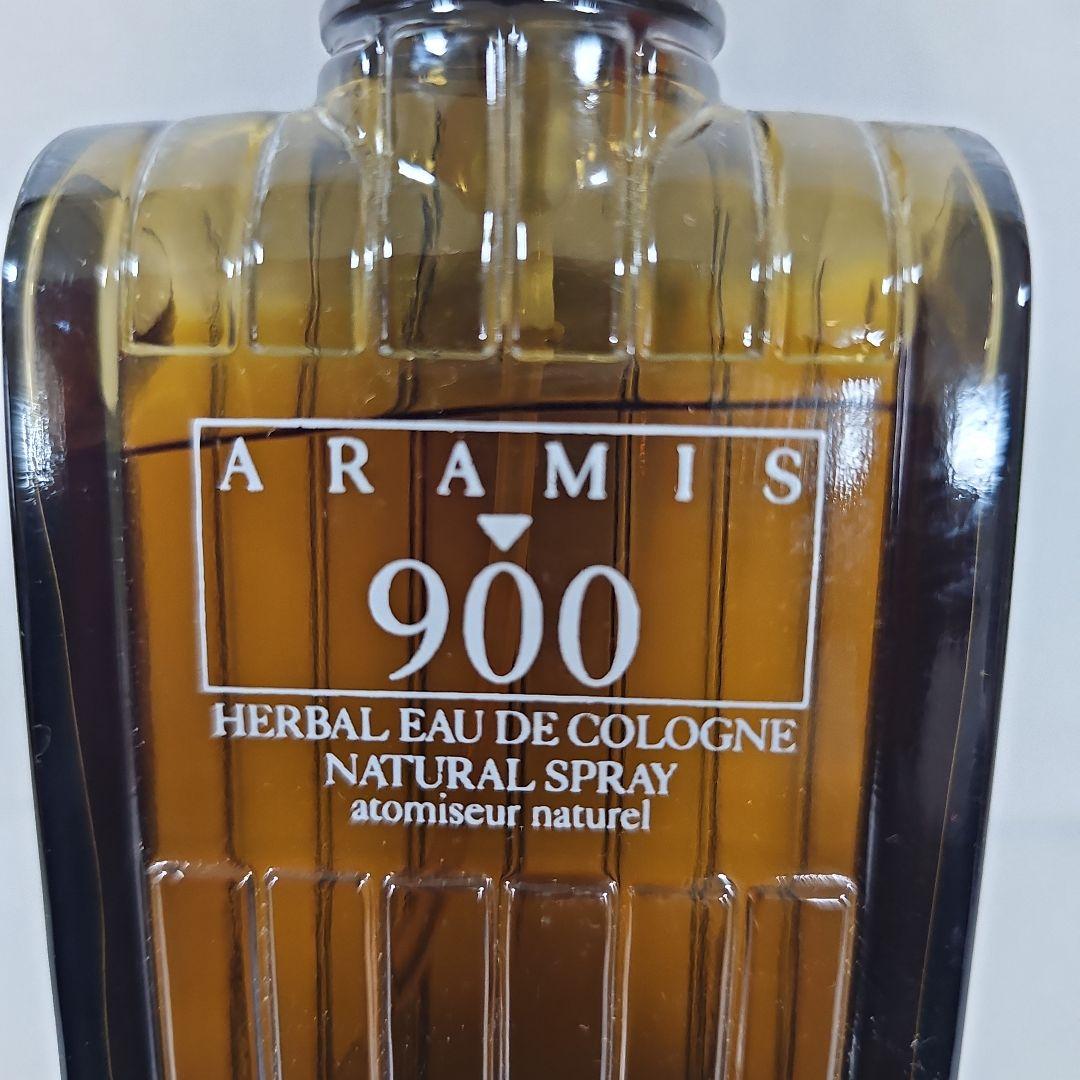 ARAMIS
900
HERBAL EAU DE COLOGNE
NATURAL SPRAY
atomiseur naturel